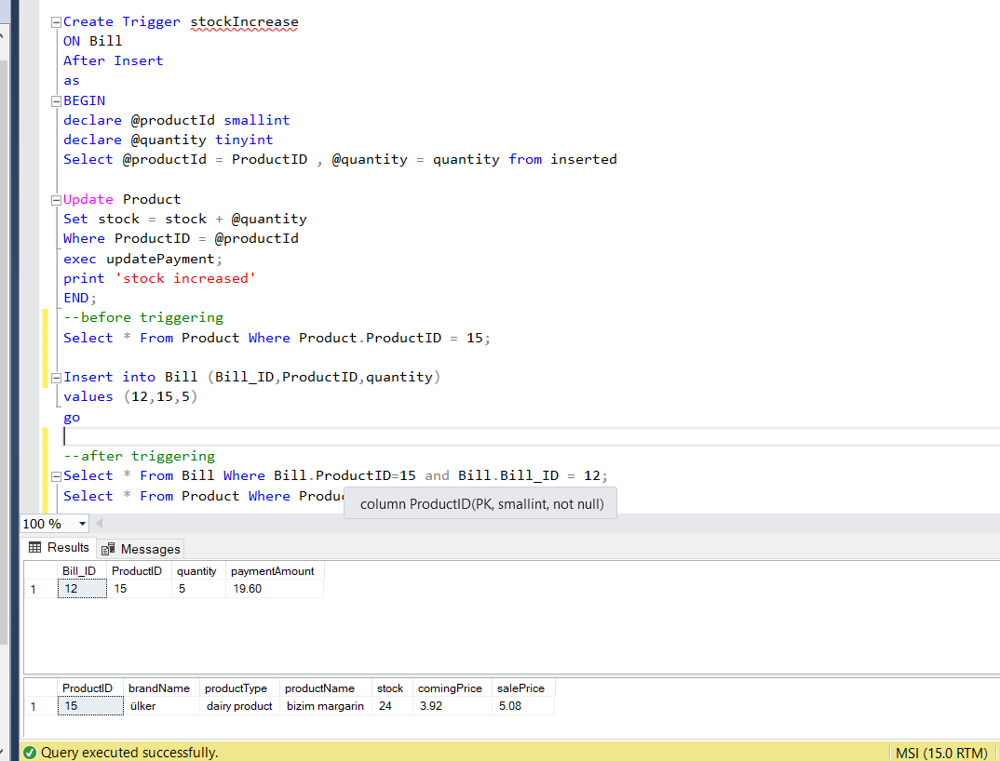 Create Trigger stockIncrease
ON Bill
After Insert
as
BEGIN
declare @productId smallint
declare @quantity tinyint
Select @productId = ProductID , @quantity = quantity from inserted
Update Product
Set stock = stock + @quantity
Where ProductID = @productId
exec updatePayment;
print 'stock increased'
END;
--before triggering
Select * From Product Where Product.ProductID = 15;
Insert into Bill (Bill_ID,ProductID,quantity)
values (12,15,5)
go
--after triggering
Select * From Bill Where Bill.ProductID=15 and Bill.Bill_ID = 12;
Select * From Product Where
column ProductID(PK, smallint, not null)
100 %
Results Messages
Bill_ID ProductID quantity paymentAmount
1 12 15 5 19.60
ProductID brandName productType productName stock comingPrice salePrice
1 15 ülker dairy product bizim margarin 24 3.92 5.08
Query executed successfully. MSI (15.0 RTM)